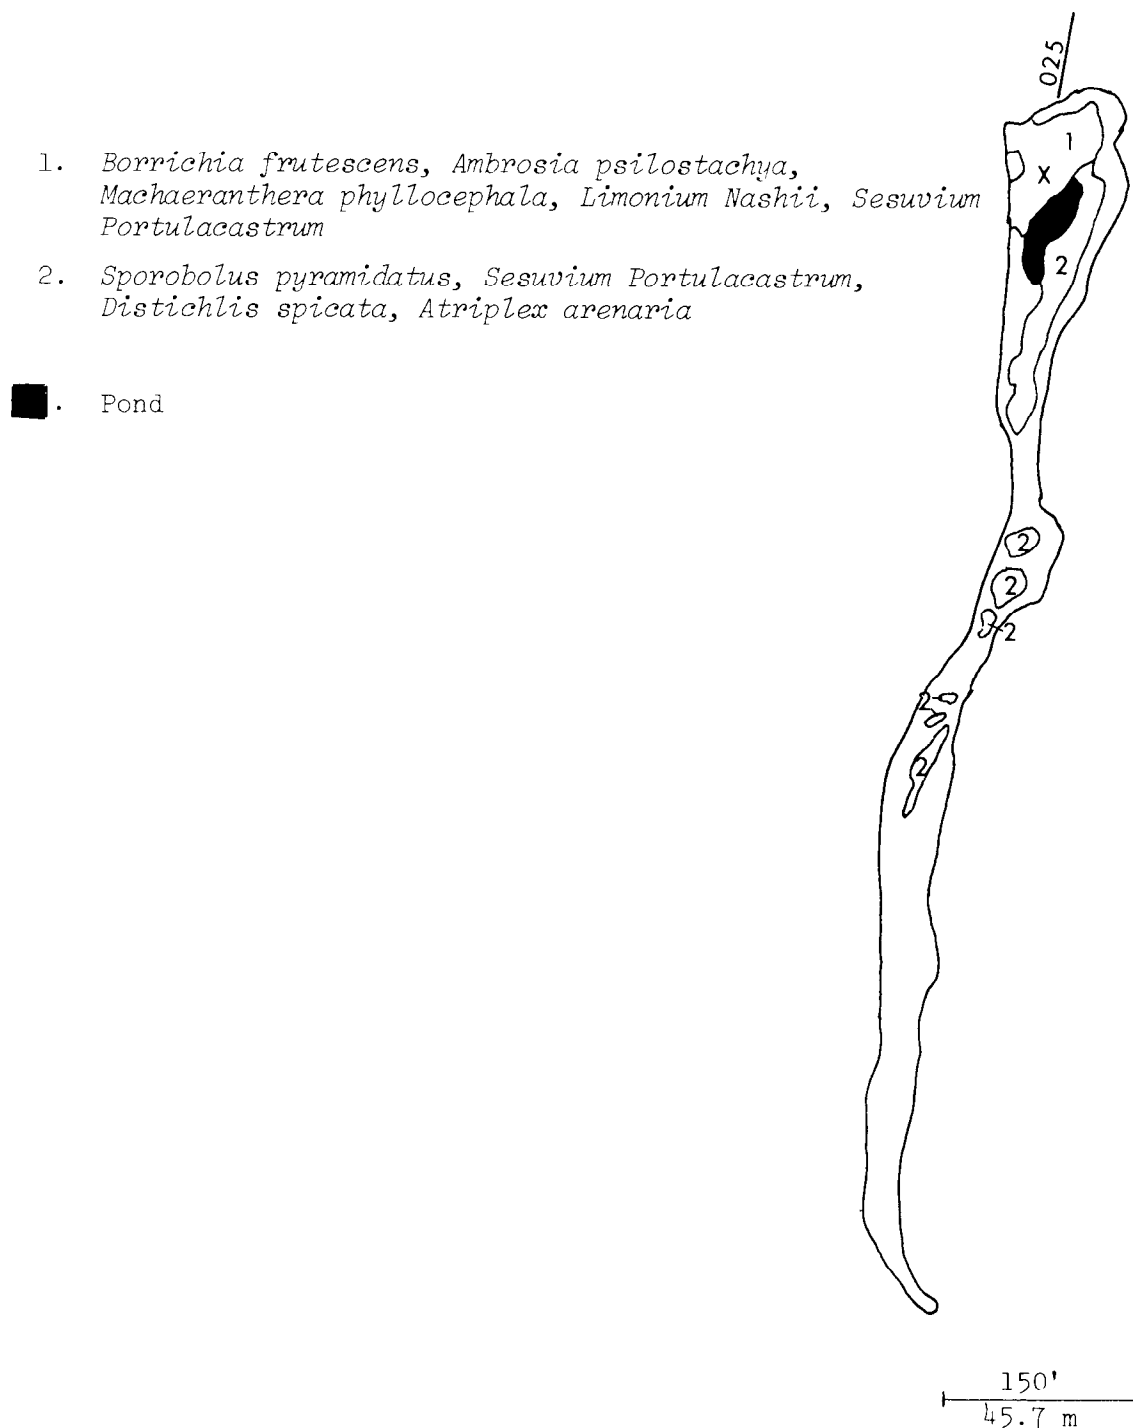 025
1. Borrichia frutescens, Ambrosia psilostachya,
Machaeranthera phyllocephala, Limonium Nashii, Sesuvium
Portulacastrum
2. Sporobolus pyramidatus, Sesuvium Portulacastrum,
Distichlis spicata, Atriplex arenaria
. Pond
1
X
2
2
2
2
2
2
150'
45.7 m